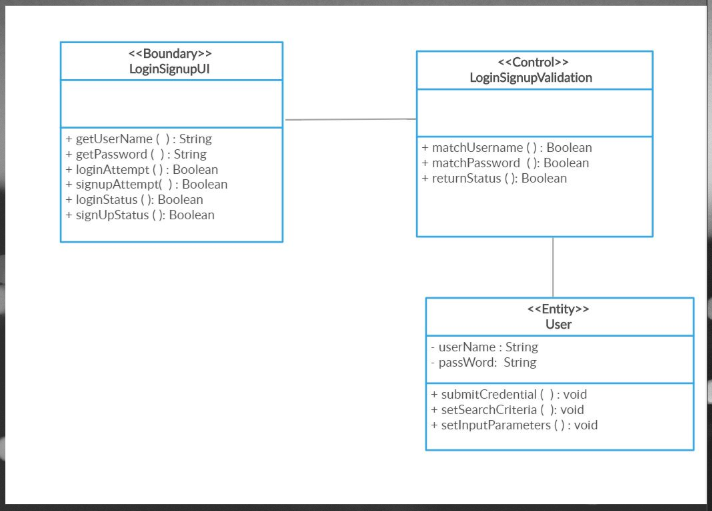 <<Boundary>>
LoginSignupUI
+ getUserName ( ) : String
+ getPassword ( ) : String
+ loginAttempt ( ) : Boolean
+ signupAttempt( ) : Boolean
+ loginStatus ( ): Boolean
+ signUpStatus ( ): Boolean
<<Control>>
LoginSignupValidation
+ matchUsername ( ) : Boolean
+ matchPassword ( ): Boolean
+ returnStatus ( ): Boolean
<<Entity>>
User
- userName : String
- passWord: String
+ submitCredential ( ) : void
+ setSearchCriteria ( ): void
+ setInputParameters ( ) : void